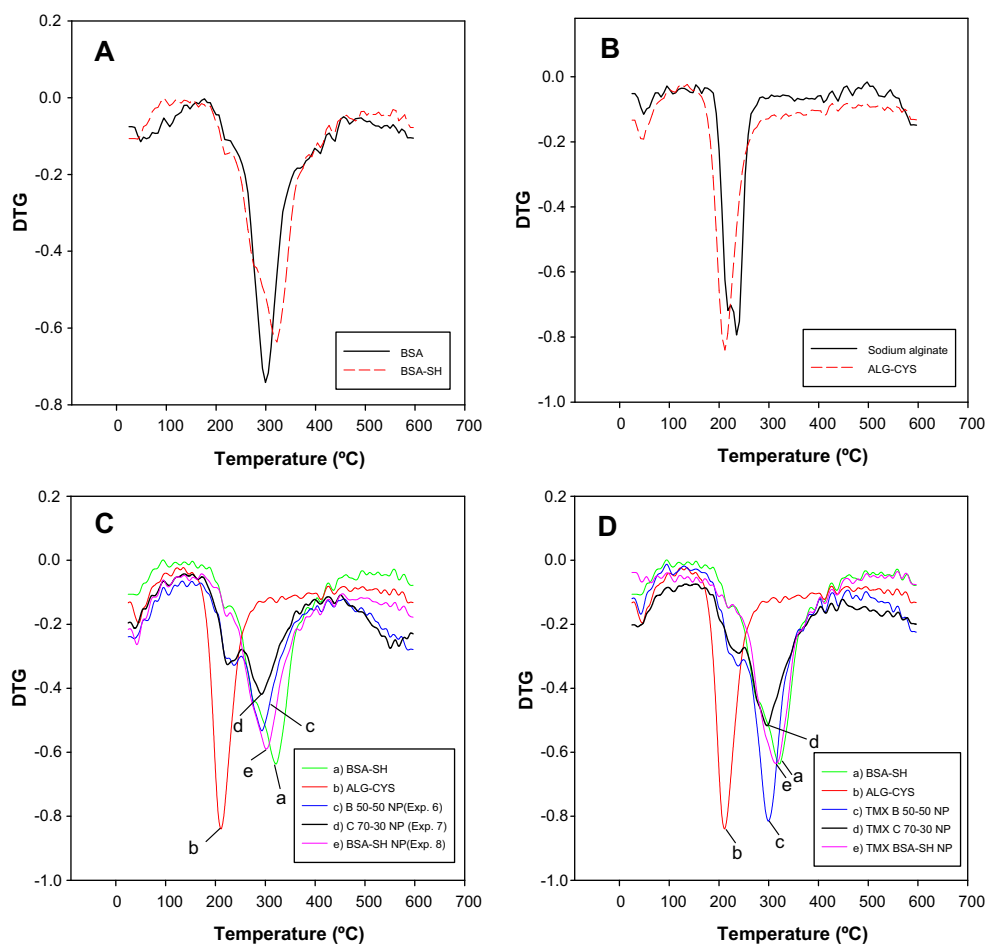 A
0.2
0.0
-0.2
-0.4
-0.6
-0.8
DTG
BSA
BSA-SH
0 100 200 300 400 500 600 700
Temperature (ºC)
B
0.0
-0.2
-0.4
-0.6
-0.8
-1.0
DTG
Sodium alginate
ALG-CYS
0 100 200 300 400 500 600 700
Temperature (ºC)
C
0.2
0.0
-0.2
-0.4
-0.6
-0.8
-1.0
DTG
d
c
e
a
b
a) BSA-SH
b) ALG-CYS
c) B 50-50 NP(Exp. 6)
d) C 70-30 NP (Exp. 7)
e) BSA-SH NP(Exp. 8)
0 100 200 300 400 500 600 700
Temperature (ºC)
D
0.2
0.0
-0.2
-0.4
-0.6
-0.8
-1.0
DTG
d
a
e
b
c
a) BSA-SH
b) ALG-CYS
c) TMX B 50-50 NP
d) TMX C 70-30 NP
e) TMX BSA-SH NP
0 100 200 300 400 500 600 700
Temperature (ºC)